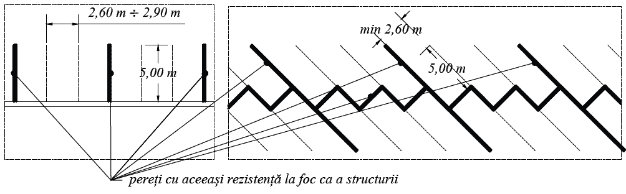 2,60 m ÷ 2,90 m
min 2,60 m
5,00 m
5,00 m
pereți cu aceeași rezistență la foc ca a structurii